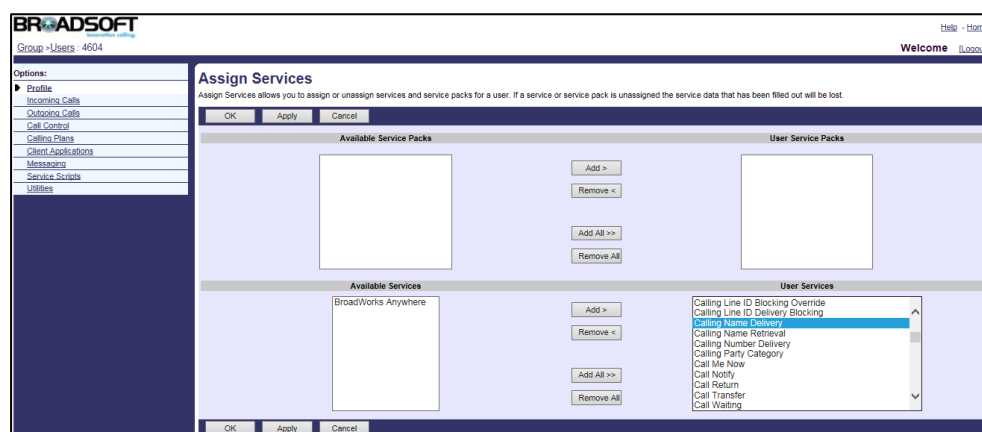 BROADSOFT
innovation calling.
Help - Hom
Group >Users : 4604
Welcome [Logou
Options:
Profile
Incoming Calls
Outgoing Calls
Call Control
Calling Plans
Client Applications
Messaging
Service Scripts
Utilities
Assign Services
Assign Services allows you to assign or unassign services and service packs for a user. If a service or service pack is unassigned the service data that has been filled out will be lost.
OK Apply Cancel
Available Service Packs User Service Packs
Add >
Remove <
Add All >>
Remove All
Available Services User Services
BroadWorks Anywhere
Add >
Remove <
Add All >>
Remove All
Calling Line ID Blocking Override
Calling Line ID Delivery Blocking
Calling Name Delivery
Calling Name Retrieval
Calling Number Delivery
Calling Party Category
Call Me Now
Call Notify
Call Return
Call Transfer
Call Waiting
OK Apply Cancel